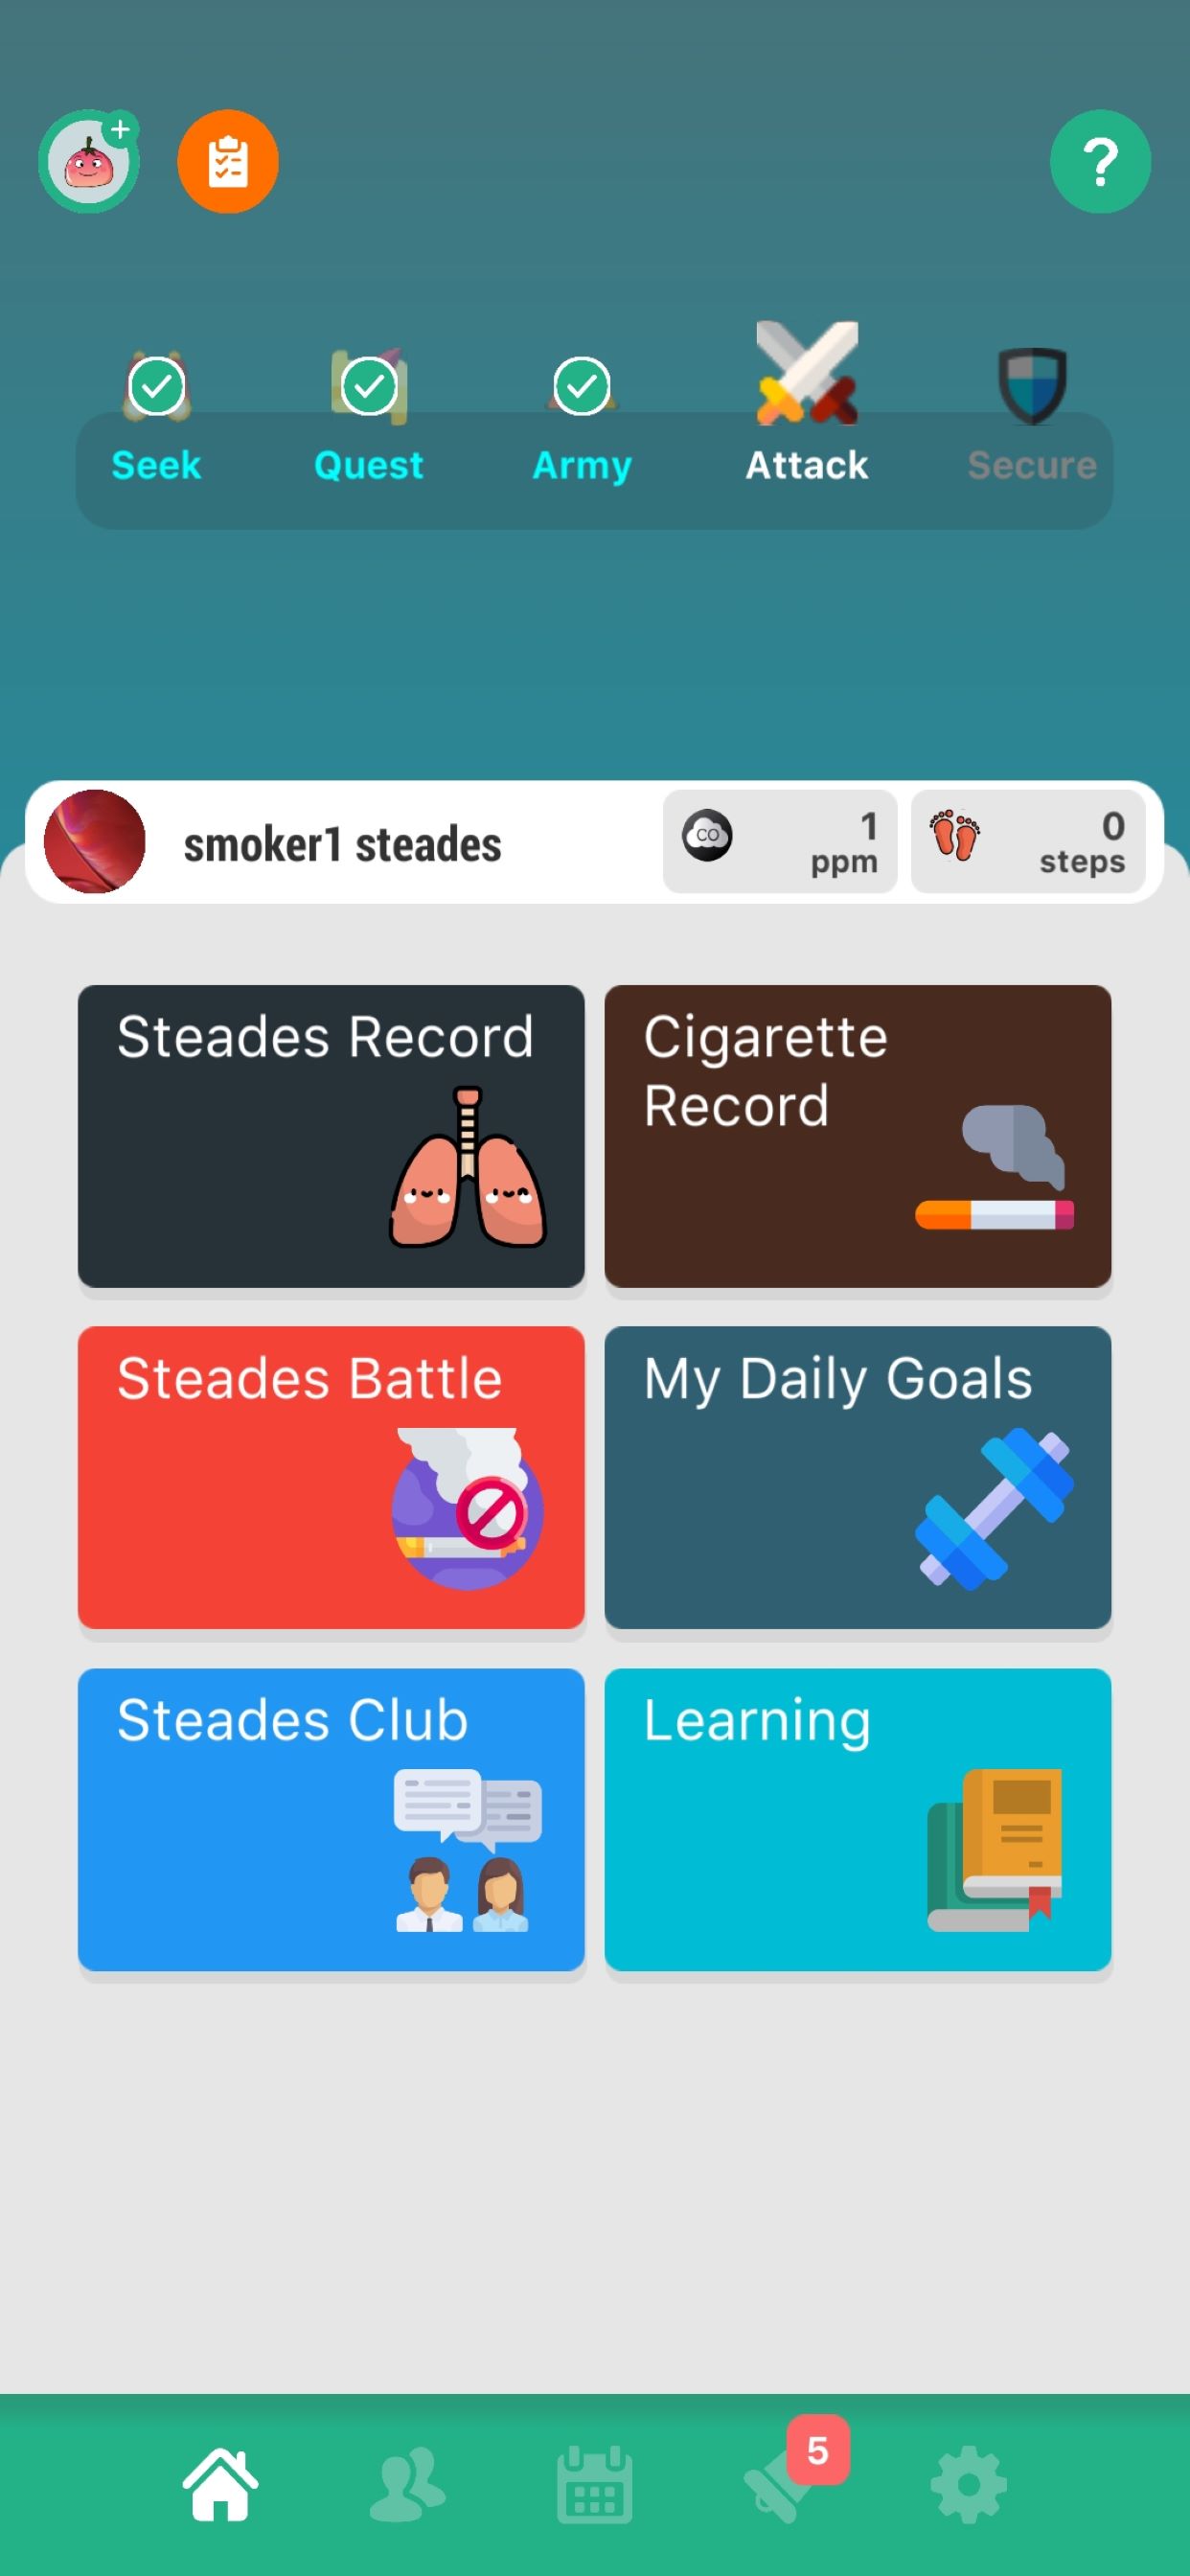 ?
Seek Quest Army Attack Secure
smoker1 steades
CO 1 ppm
0 steps
Steades Record
Cigarette
Record
Steades Battle
My Daily Goals
Steades Club
Learning
5